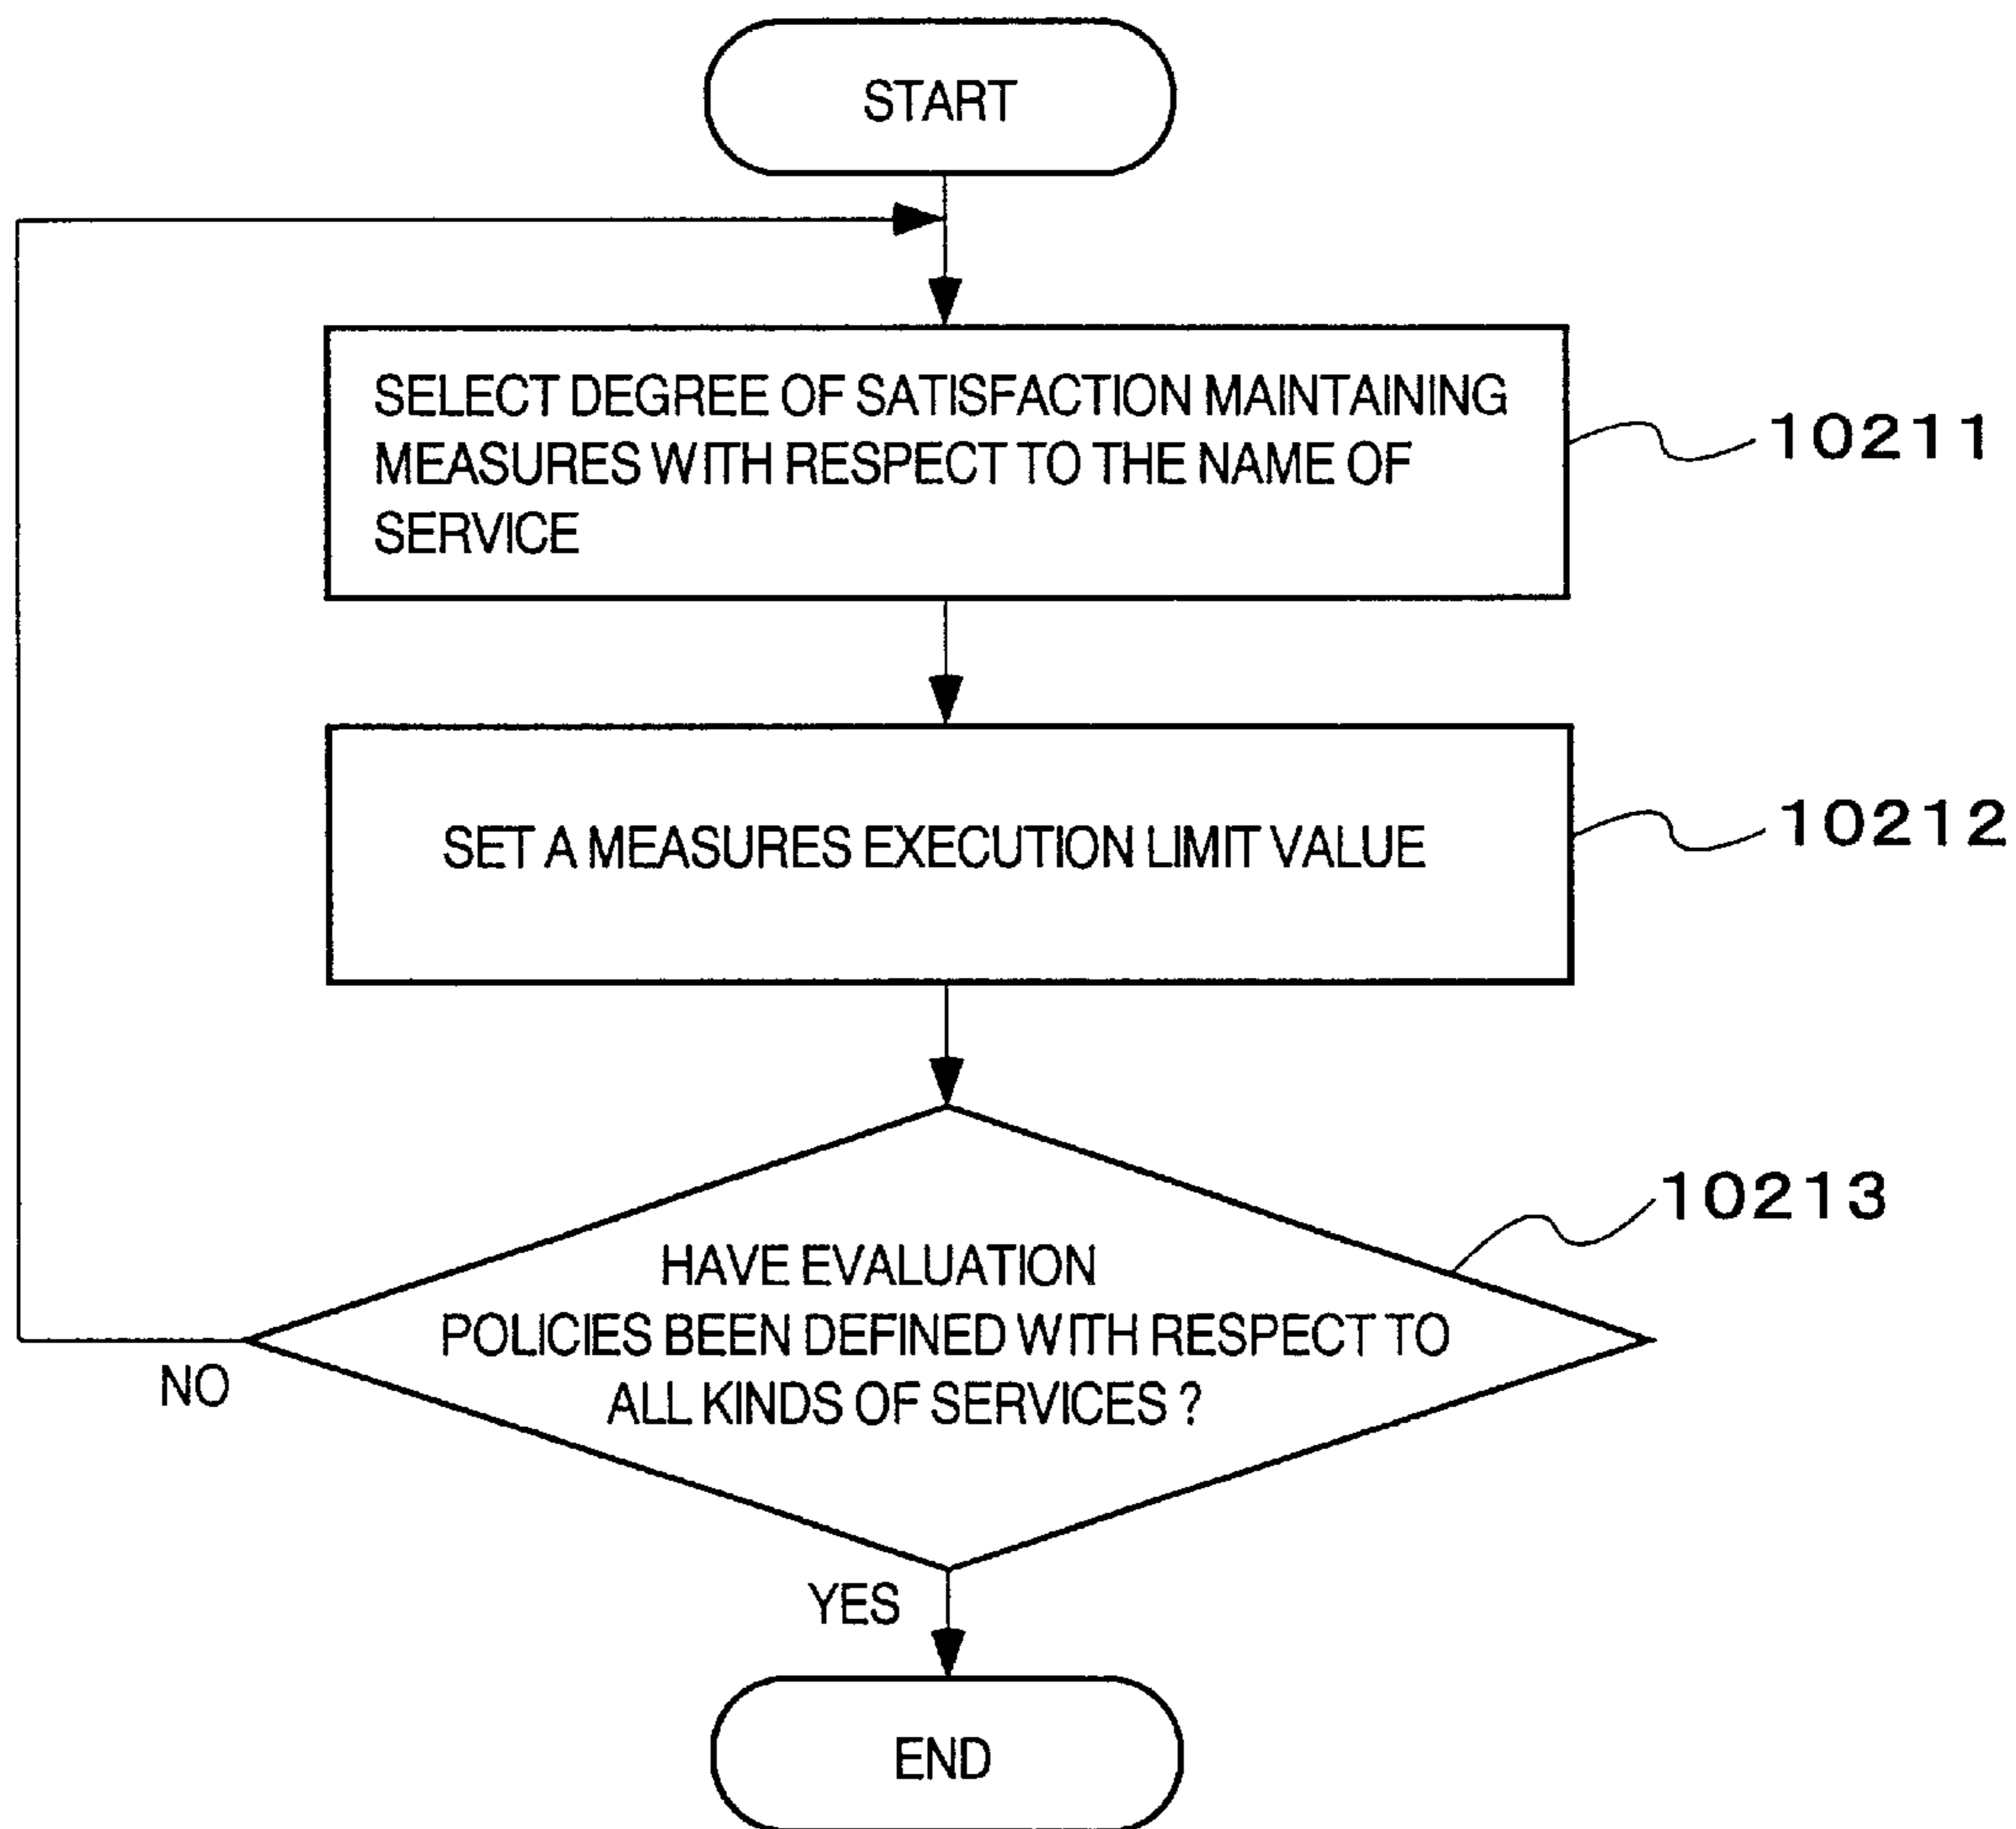 START
SELECT DEGREE OF SATISFACTION MAINTAINING
MEASURES WITH RESPECT TO THE NAME OF
SERVICE
10211
SET A MEASURES EXECUTION LIMIT VALUE
10212
HAVE EVALUATION
POLICIES BEEN DEFINED WITH RESPECT TO
ALL KINDS OF SERVICES ?
10213
NO
YES
END